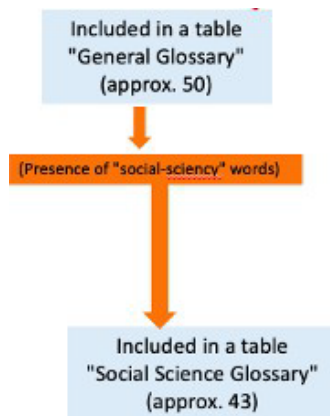 Included in a table
"General Glossary"
(approx. 50)
(Presence of "social-sciency" words)
Included in a table
"Social Science Glossary"
(approx. 43)